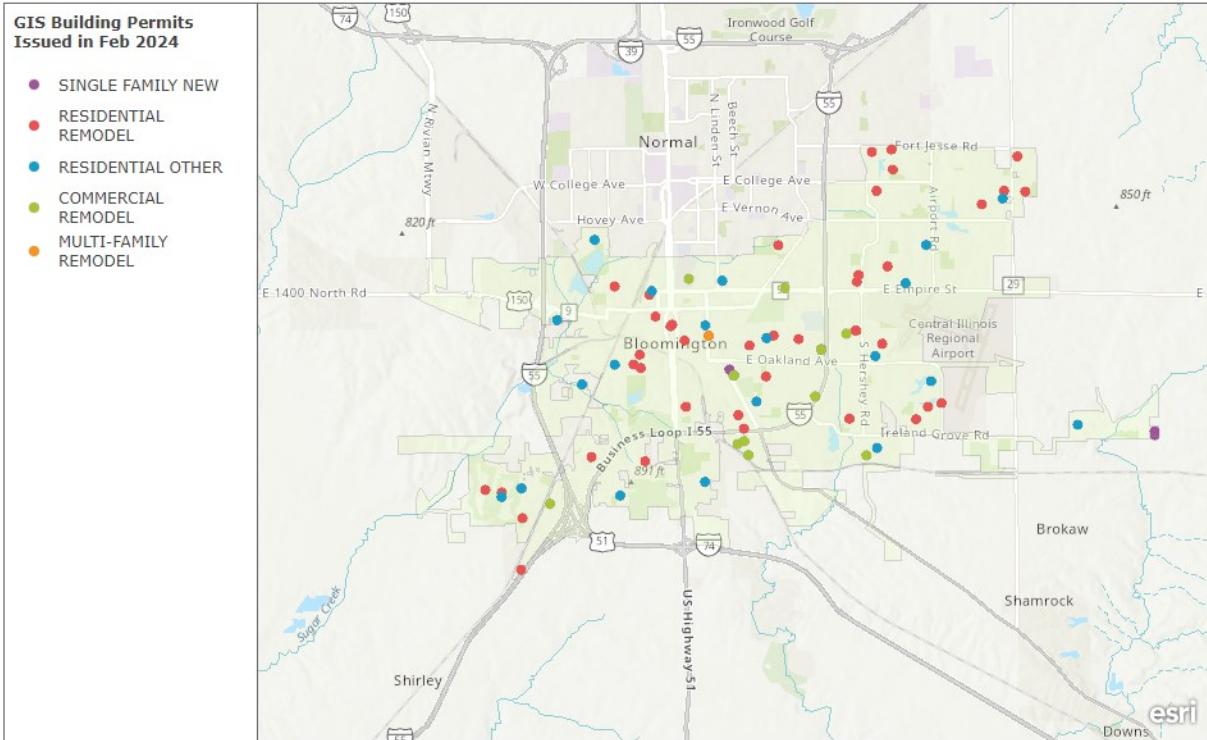 GIS Building Permits
Issued in Feb 2024
SINGLE FAMILY NEW
RESIDENTIAL
REMODEL
RESIDENTIAL OTHER
COMMERCIAL
REMODEL
MULTI-FAMILY
REMODEL
74
150
Ironwood Golf
Course
55
39
55
N Rivian Mtwy
N Linden St
Beech St
Normal
Fort Jesse Rd
W College Ave
E College Ave
850 ft
Airport Rd
E Vernon Ave
820 ft
Hovey Ave
E 1400 North Rd
150
9
9
E Empire St
29
E
Central Illinois
Regional
Airport
Bloomington
E Oakland Ave
S Hershey Rd
55
55
Ireland Grove Rd
Business Loop I 55
891 ft
51
74
Brokaw
Shamrock
Sugar Creek
US Highway 51
Shirley
55
Downs
esri